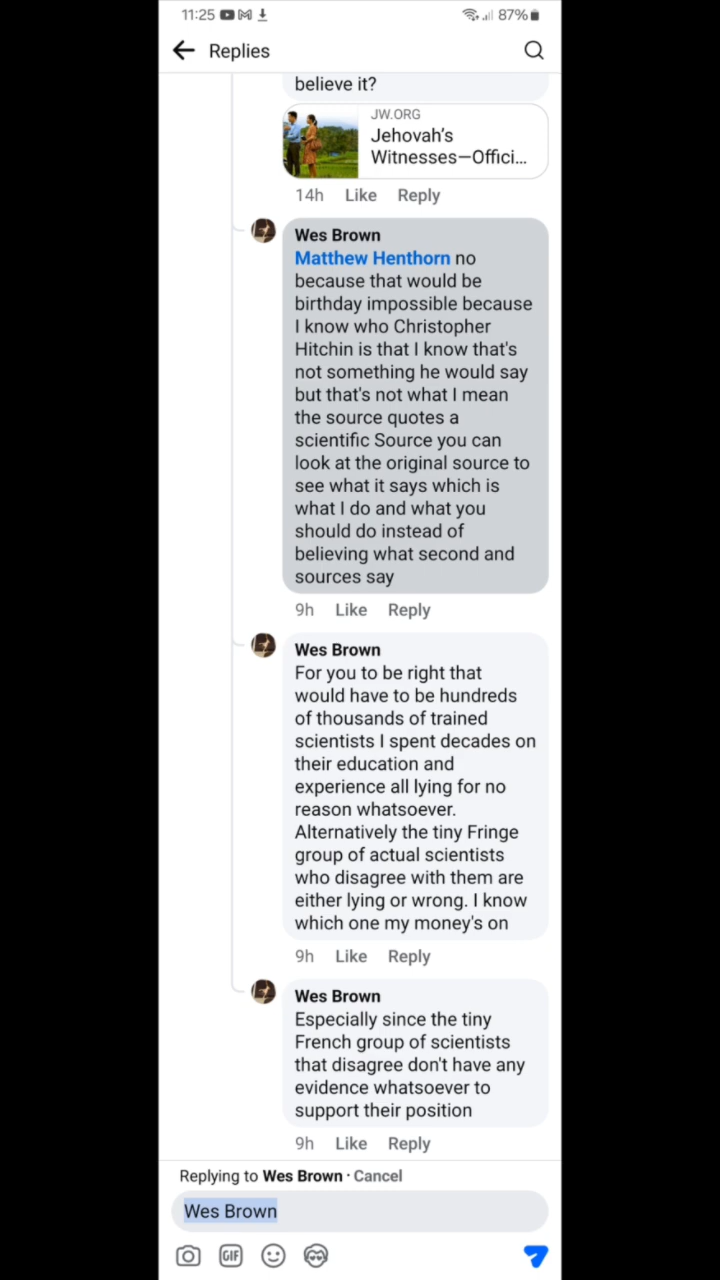 11:25 87%
Replies
believe it?
JW.ORG
Jehovah's
Witnesses—Offici...
14h Like Reply
Wes Brown
Matthew Henthorn no
because that would be
birthday impossible because
I know who Christopher
Hitchin is that I know that's
not something he would say
but that's not what I mean
the source quotes a
scientific Source you can
look at the original source to
see what it says which is
what I do and what you
should do instead of
believing what second and
sources say
9h Like Reply
Wes Brown
For you to be right that
would have to be hundreds
of thousands of trained
scientists I spent decades on
their education and
experience all lying for no
reason whatsoever.
Alternatively the tiny Fringe
group of actual scientists
who disagree with them are
either lying or wrong. I know
which one my money's on
9h Like Reply
Wes Brown
Especially since the tiny
French group of scientists
that disagree don't have any
evidence whatsoever to
support their position
9h Like Reply
Replying to Wes Brown · Cancel
Wes Brown
GIF